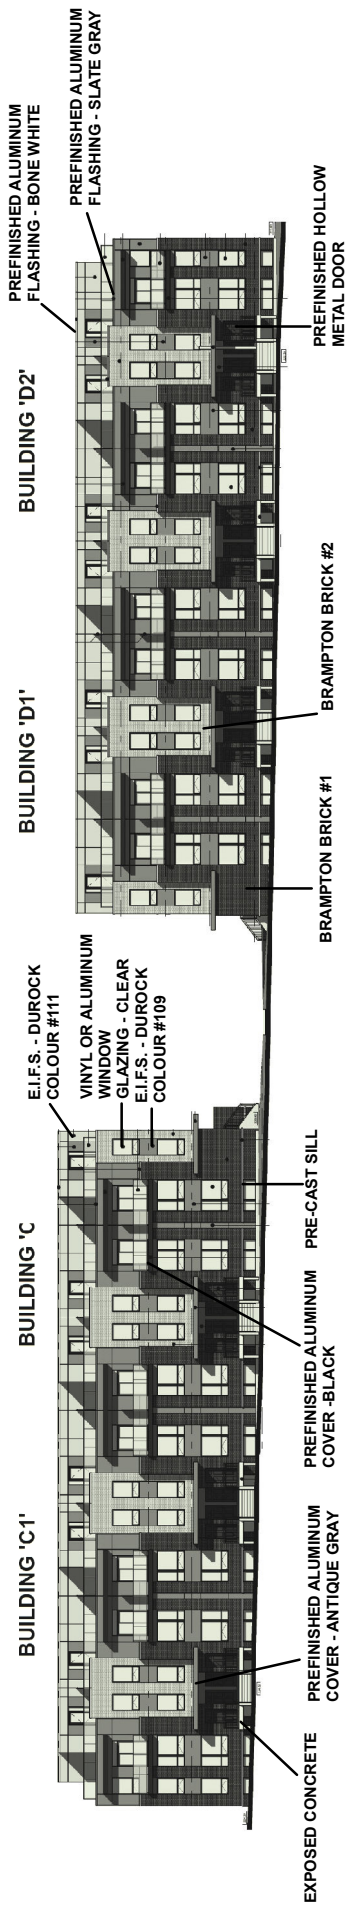 BUILDING 'C1'
BUILDING 'C
BUILDING 'D1'
BUILDING 'D2'
E.I.F.S. - DUROCK
COLOUR #111
VINYL OR ALUMINUM
WINDOW
GLAZING - CLEAR
E.I.F.S. - DUROCK
COLOUR #109
PREFINISHED ALUMINUM
FLASHING - BONE WHITE
PREFINISHED ALUMINUM
FLASHING - SLATE GRAY
EXPOSED CONCRETE
PREFINISHED ALUMINUM
COVER - ANTIQUE GRAY
PREFINISHED ALUMINUM
COVER -BLACK
PRE-CAST SILL
BRAMPTON BRICK #1
BRAMPTON BRICK #2
PREFINISHED HOLLOW
METAL DOOR